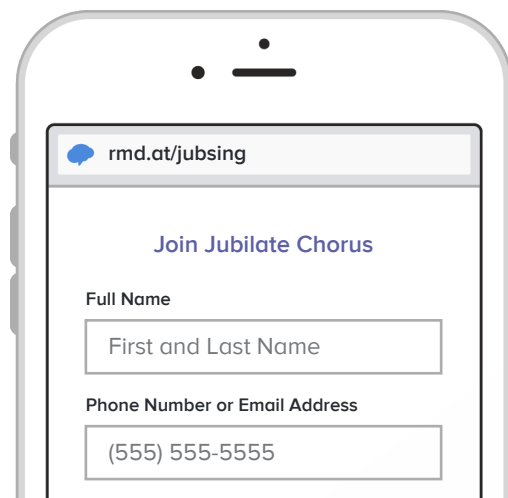 rmd.at/jubsing
Join Jubilate Chorus
Full Name
First and Last Name
Phone Number or Email Address
(555) 555-5555